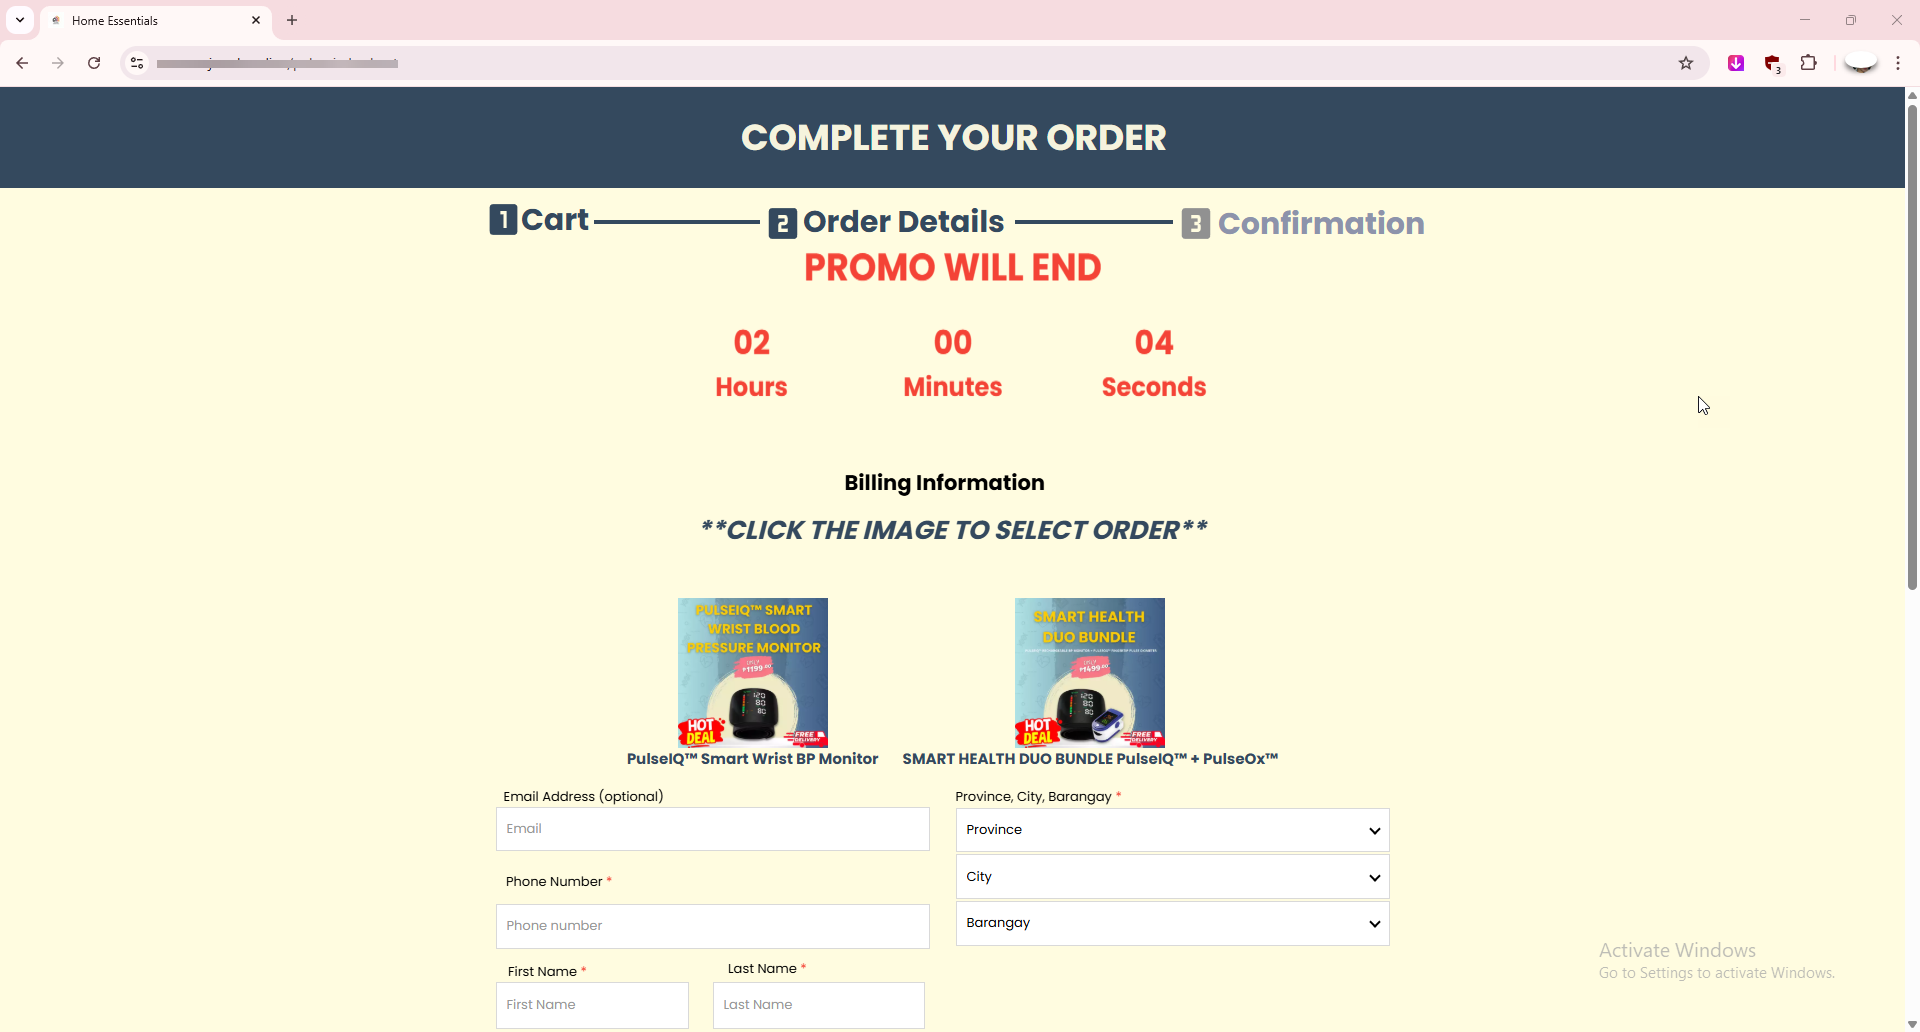 Home Essentials
3
COMPLETE YOUR ORDER
1 Cart 2 Order Details 3 Confirmation
PROMO WILL END
02 00 04
Hours Minutes Seconds
Billing Information
**CLICK THE IMAGE TO SELECT ORDER**
PULSEIQ™ SMART
WRIST BLOOD
PRESSURE MONITOR
ONLY
₱1199.00
120
80
80
HOT
DEAL
FREE
DELIVERY
SMART HEALTH
DUO BUNDLE
ONLY
₱1499.00
120
80
80
HOT
DEAL
FREE
DELIVERY
PulseIQ™ Smart Wrist BP Monitor
SMART HEALTH DUO BUNDLE PulseIQ™ + PulseOx™
Email Address (optional)
Email
Phone Number *
Phone number
First Name *
First Name
Last Name *
Last Name
Province, City, Barangay *
Province
City
Barangay
Activate Windows
Go to Settings to activate Windows.